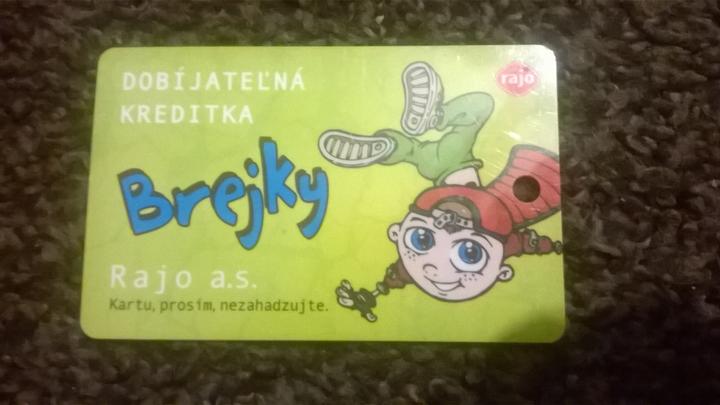 DOBÍJATEĽNÁ
KREDITKA
rajo
Brejky
Rajo a.s.
Kartu, prosím, nezahadzujte.